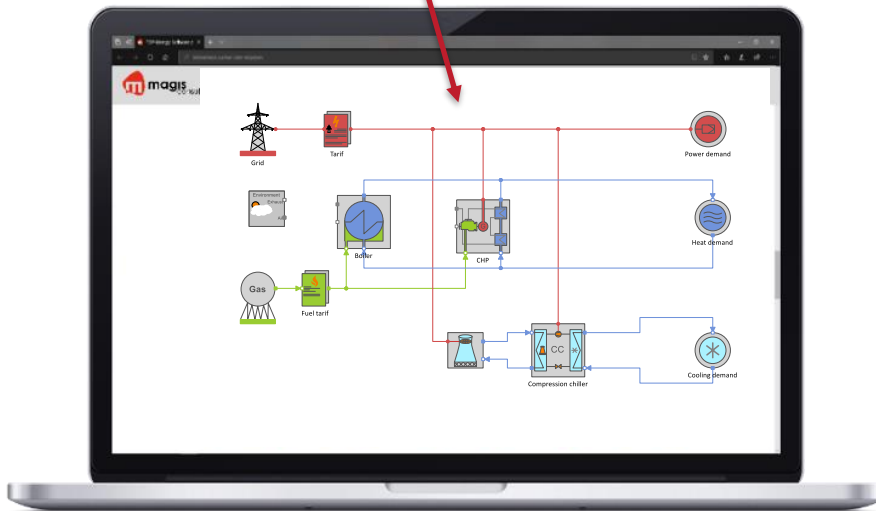 magis
Grid
Tarif
Power demand
Environment
Boiler
CHP
Heat demand
Gas
Fuel tarif
CC
Compression chiller
Cooling demand